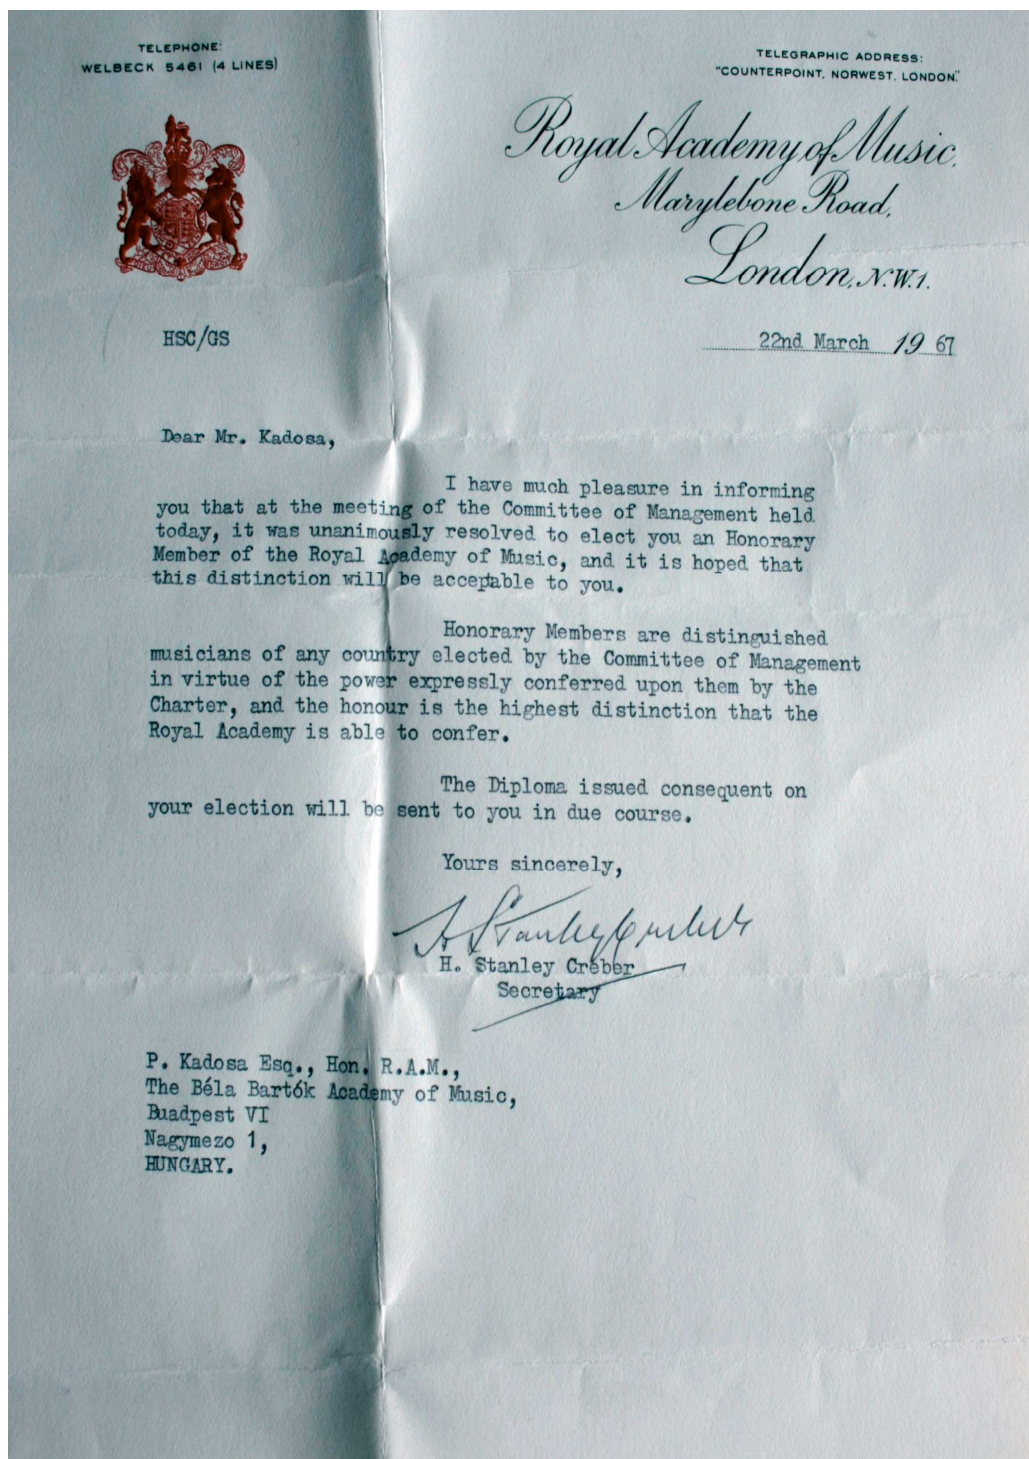 TELEPHONE:
WELBECK 5461 (4 LINES)
TELEGRAPHIC ADDRESS:
"COUNTERPOINT, NORWEST, LONDON."
Royal Academy of Music,
Marylebone Road,
London, N.W.1.
HSC/GS
22nd March 19 67
Dear Mr. Kadosa,
I have much pleasure in informing
you that at the meeting of the Committee of Management held
today, it was unanimously resolved to elect you an Honorary
Member of the Royal Academy of Music, and it is hoped that
this distinction will be acceptable to you.
Honorary Members are distinguished
musicians of any country elected by the Committee of Management
in virtue of the power expressly conferred upon them by the
Charter, and the honour is the highest distinction that the
Royal Academy is able to confer.
The Diploma issued consequent on
your election will be sent to you in due course.
Yours sincerely,
H Stanley Creber
H. Stanley Creber
Secretary
P. Kadosa Esq., Hon. R.A.M.,
The Béla Bartók Academy of Music,
Buadpest VI
Nagymezo 1,
HUNGARY.